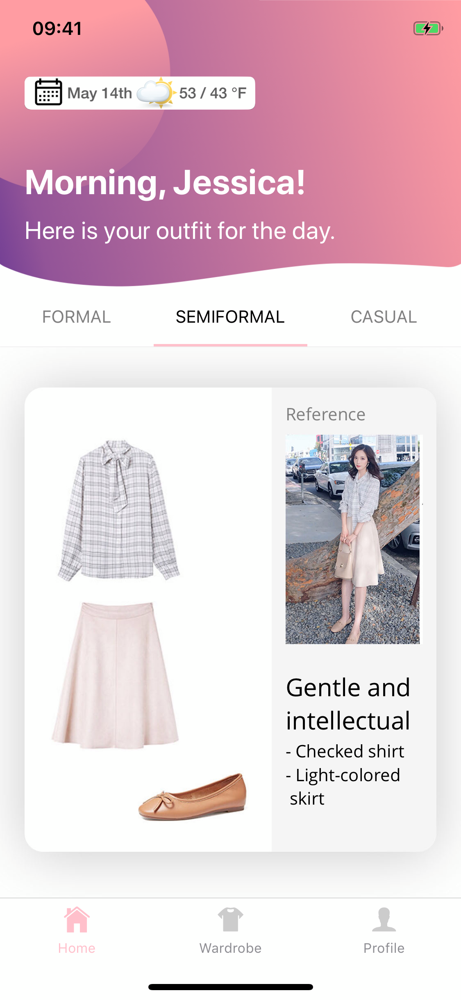 09:41
May 14th 53 / 43 °F
Morning, Jessica!
Here is your outfit for the day.
FORMAL SEMIFORMAL CASUAL
Reference
Gentle and
intellectual
- Checked shirt
- Light-colored
skirt
Home Wardrobe Profile